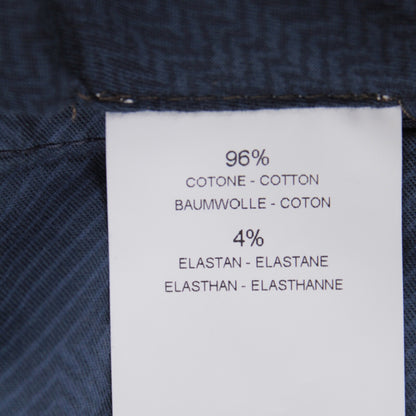 96%
COTONE - COTTON
BAUMWOLLE - COTON
4%
ELASTAN - ELASTANE
ELASTHAN - ELASTHANNE